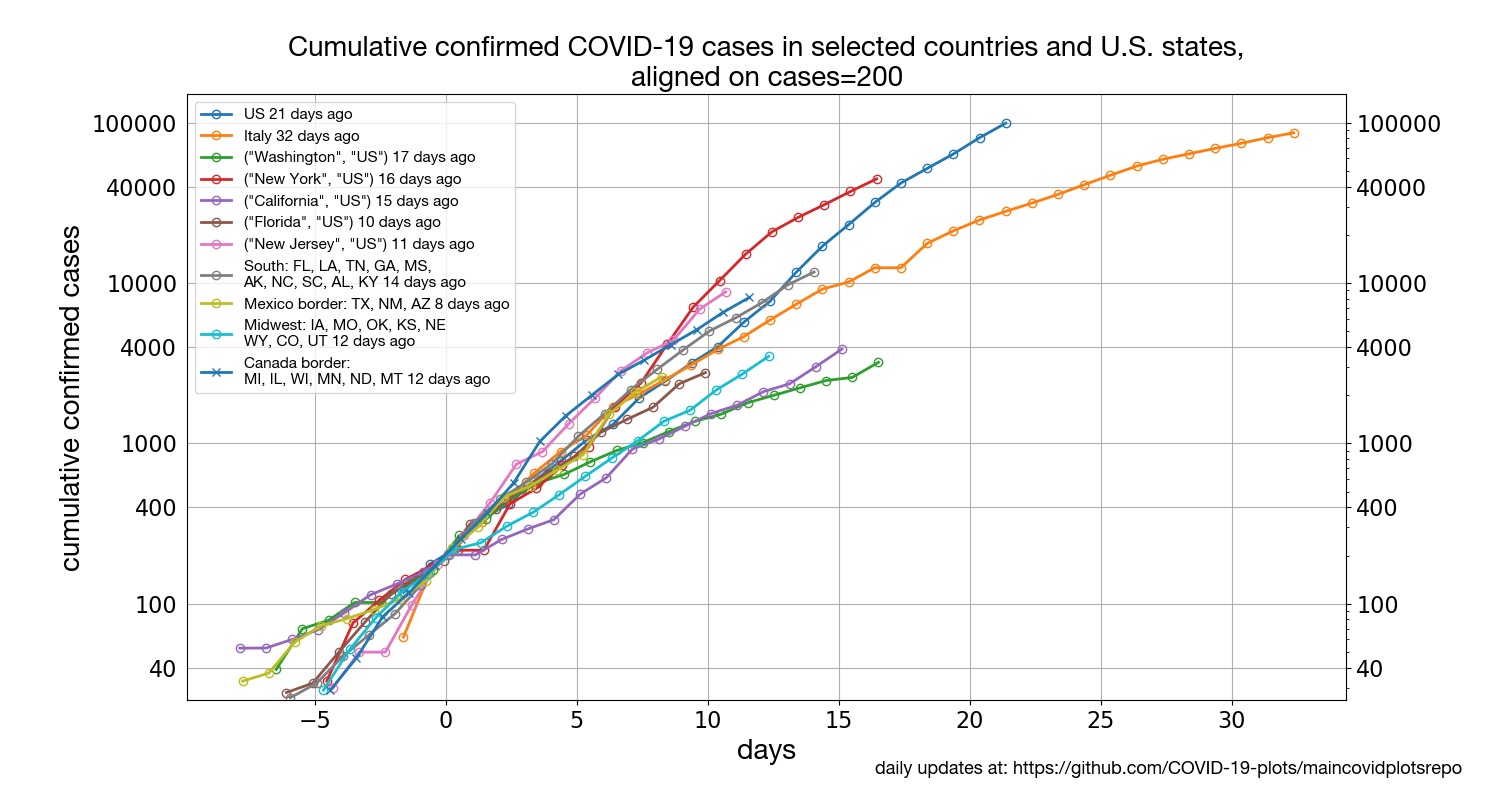 Cumulative confirmed COVID-19 cases in selected countries and U.S. states,
aligned on cases=200
US 21 days ago
Italy 32 days ago
("Washington", "US") 17 days ago
("New York", "US") 16 days ago
("California", "US") 15 days ago
("Florida", "US") 10 days ago
("New Jersey", "US") 11 days ago
South: FL, LA, TN, GA, MS,
AK, NC, SC, AL, KY 14 days ago
Mexico border: TX, NM, AZ 8 days ago
Midwest: IA, MO, OK, KS, NE
WY, CO, UT 12 days ago
Canada border:
MI, IL, WI, MN, ND, MT 12 days ago
cumulative confirmed cases
100000
40000
10000
4000
1000
400
100
40
100000
40000
10000
4000
1000
400
100
40
−5 0 5 10 15 20 25 30
days
daily updates at: https://github.com/COVID-19-plots/maincovidplotsrepo